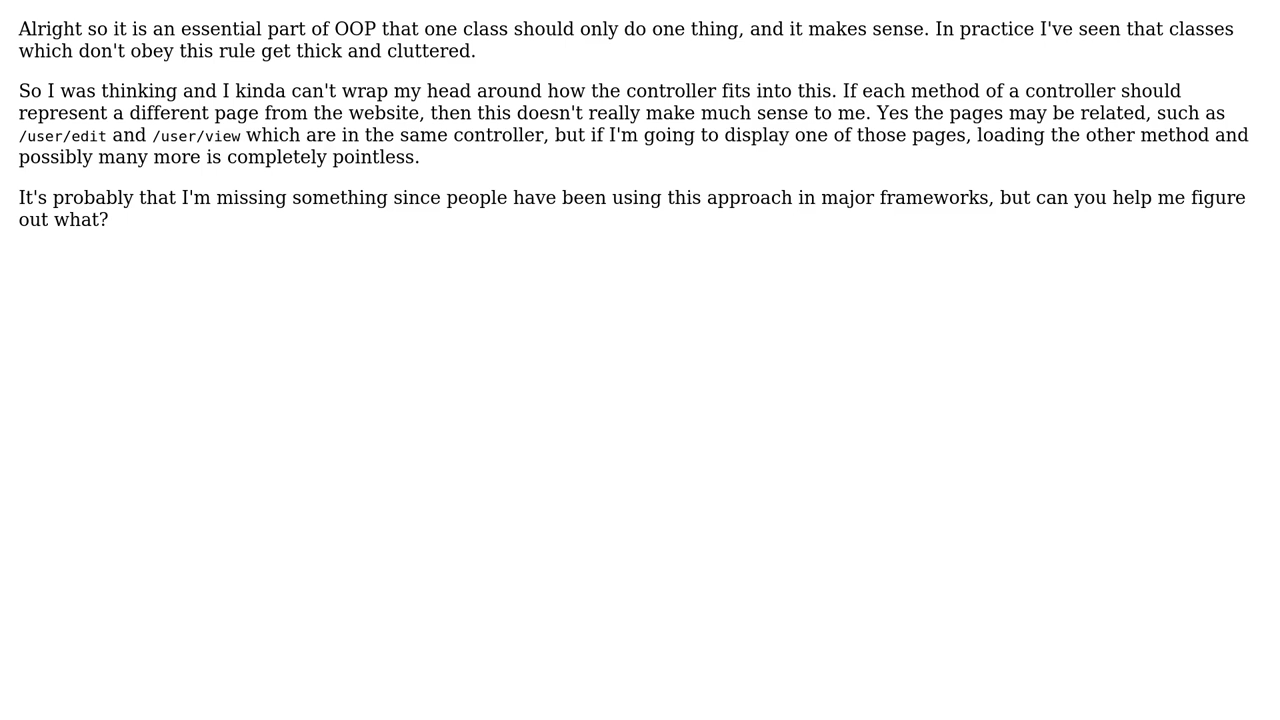 Alright so it is an essential part of OOP that one class should only do one thing, and it makes sense. In practice I've seen that classes
which don't obey this rule get thick and cluttered.
So I was thinking and I kinda can't wrap my head around how the controller fits into this. If each method of a controller should
represent a different page from the website, then this doesn't really make much sense to me. Yes the pages may be related, such as
/user/edit and /user/view which are in the same controller, but if I'm going to display one of those pages, loading the other method and
possibly many more is completely pointless.
It's probably that I'm missing something since people have been using this approach in major frameworks, but can you help me figure
out what?